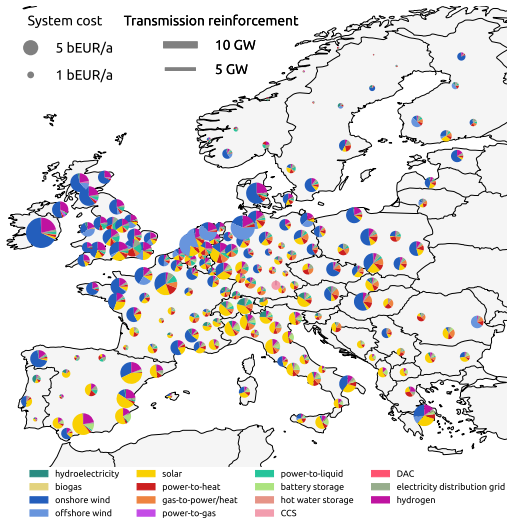 System cost
5 bEUR/a
1 bEUR/a
Transmission reinforcement
10 GW
5 GW
hydroelectricity
biogas
onshore wind
offshore wind
solar
power-to-heat
gas-to-power/heat
power-to-gas
power-to-liquid
battery storage
hot water storage
CCS
DAC
electricity distribution grid
hydrogen